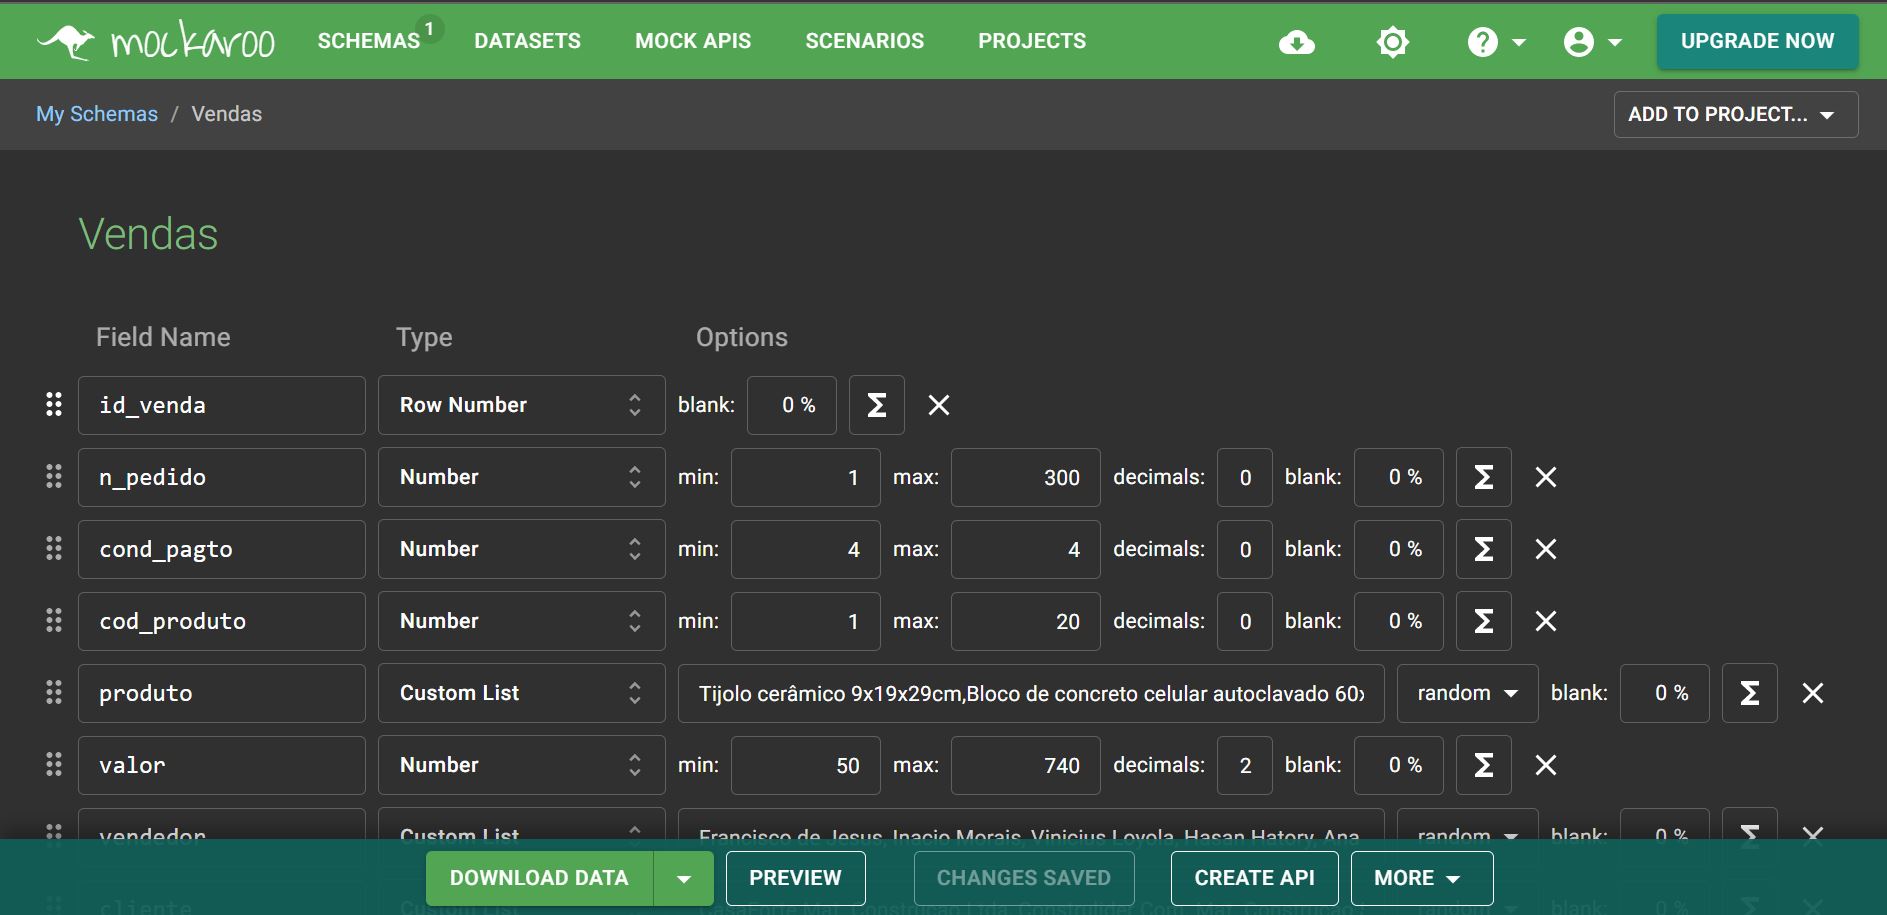 mockaroo SCHEMAS 1 DATASETS MOCK APIS SCENARIOS PROJECTS ? UPGRADE NOW
My Schemas / Vendas ADD TO PROJECT...
Vendas
Field Name Type Options
id_venda Row Number blank: 0 % Σ ×
n_pedido Number min: 1 max: 300 decimals: 0 blank: 0 % Σ ×
cond_pagto Number min: 4 max: 4 decimals: 0 blank: 0 % Σ ×
cod_produto Number min: 1 max: 20 decimals: 0 blank: 0 % Σ ×
produto Custom List Tijolo cerâmico 9x19x29cm,Bloco de concreto celular autoclavado 60x random blank: 0 % Σ ×
valor Number min: 50 max: 740 decimals: 2 blank: 0 % Σ ×
vendedor Custom List Francisco de Jesus, Inacio Morais, Vinicius Loyola, Hasan Hatory, Ana random blank: 0 % Σ ×
DOWNLOAD DATA PREVIEW CHANGES SAVED CREATE API MORE
cliente Custom List